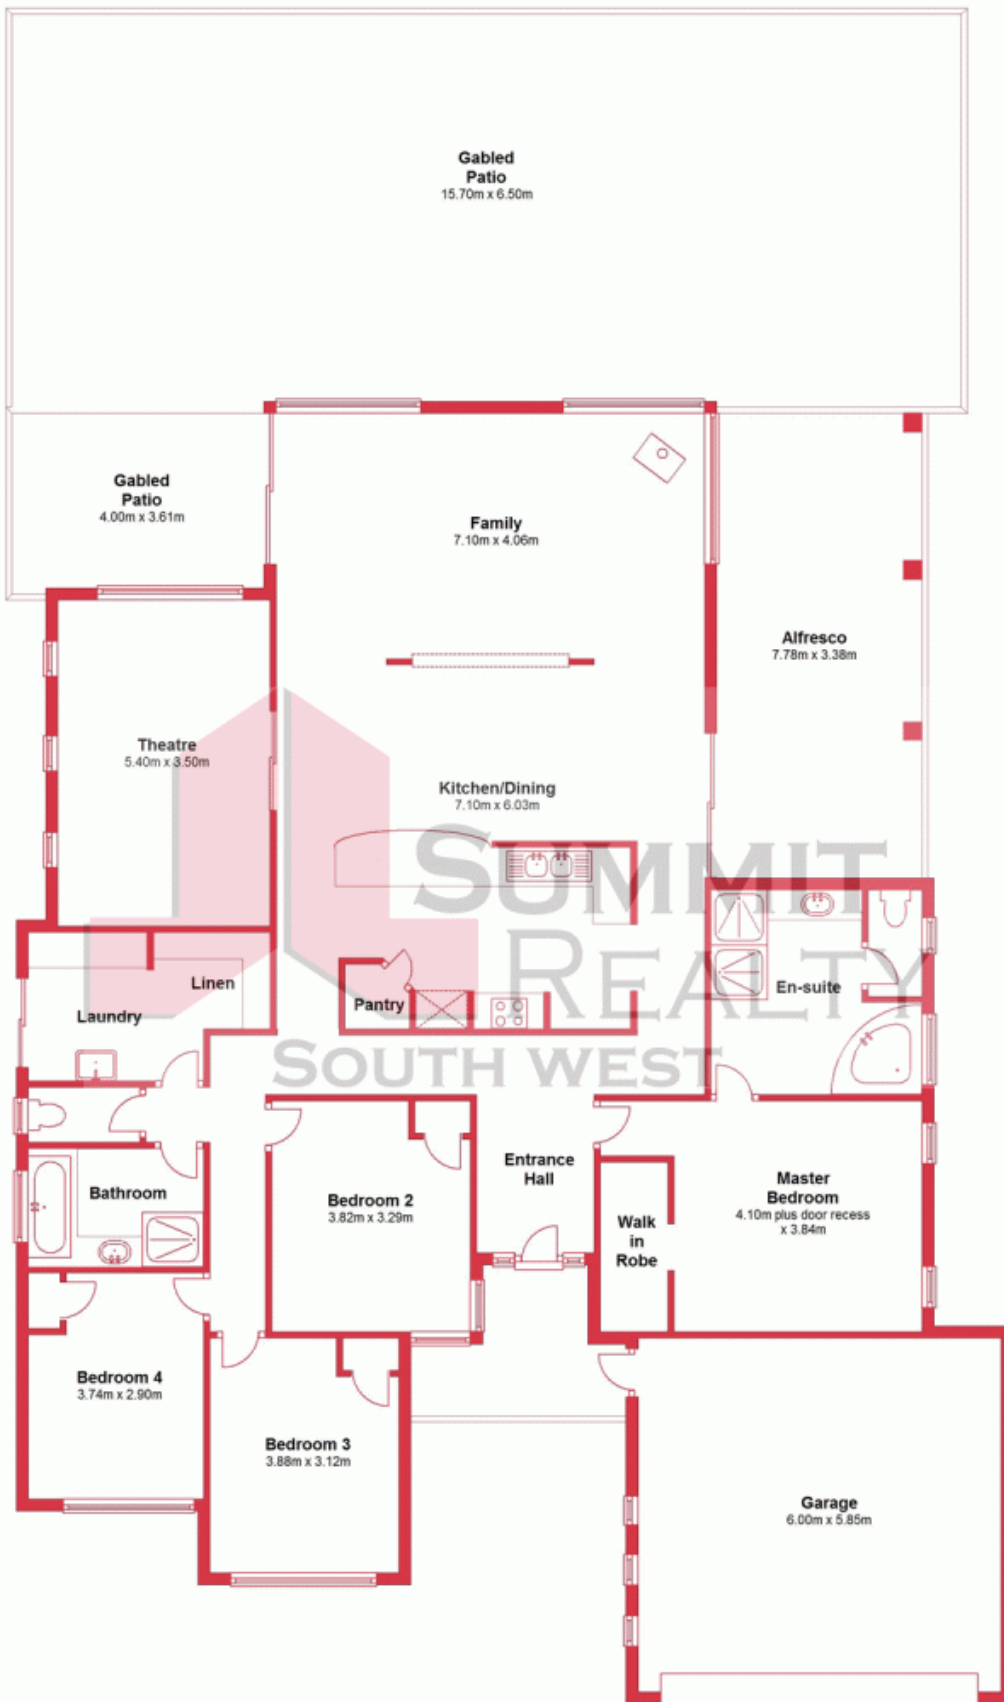 Gabled
Patio
15.70m x 6.50m
Gabled
Patio
4.00m x 3.61m
Family
7.10m x 4.06m
Alfresco
7.78m x 3.38m
Theatre
5.40m x 3.50m
Kitchen/Dining
7.10m x 6.03m
SUMMIT
REALTY
SOUTH WEST
Linen
Laundry
Pantry
En-suite
Bathroom
Bedroom 2
3.82m x 3.29m
Entrance
Hall
Walk
in
Robe
Master
Bedroom
4.10m plus door recess
x 3.84m
Bedroom 4
3.74m x 2.90m
Bedroom 3
3.88m x 3.12m
Garage
6.00m x 5.85m